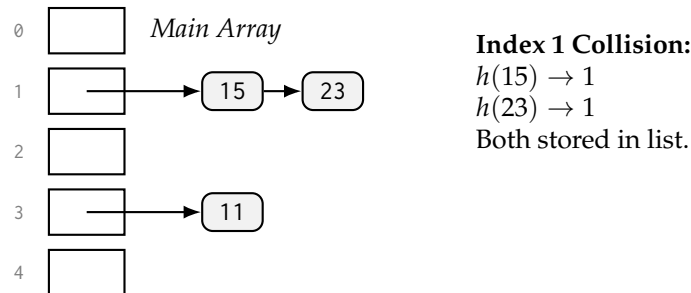 0
Main Array
1
15
23
2
3
11
4
Index 1 Collision:
h(15) → 1
h(23) → 1
Both stored in list.